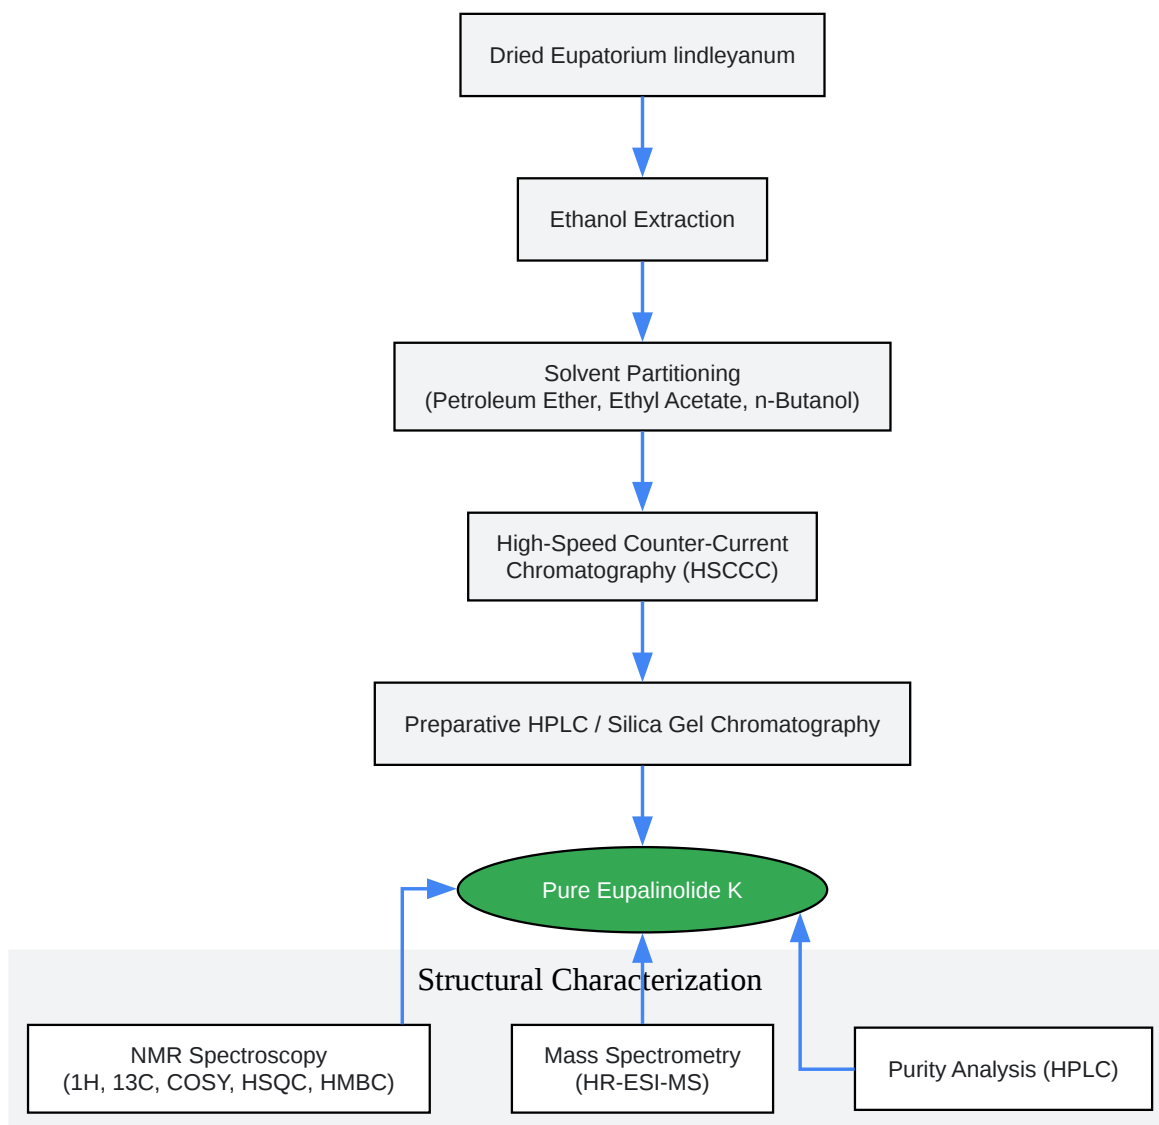 Dried Eupatorium lindleyanum
Ethanol Extraction
Solvent Partitioning
(Petroleum Ether, Ethyl Acetate, n-Butanol)
High-Speed Counter-Current
Chromatography (HSCCC)
Preparative HPLC / Silica Gel Chromatography
Pure Eupalinolide K
Structural Characterization
NMR Spectroscopy
(1H, 13C, COSY, HSQC, HMBC)
Mass Spectrometry
(HR-ESI-MS)
Purity Analysis (HPLC)